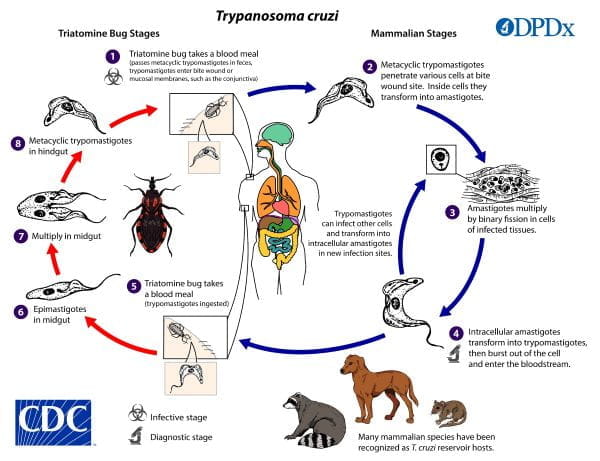 Trypanosoma cruzi
Triatomine Bug Stages
Mammalian Stages
DPDx
1
Triatomine bug takes a blood meal
(passes metacyclic trypomastigotes in feces,
trypomastigotes enter bite wound or
mucosal membranes, such as the conjunctiva)
2
Metacyclic trypomastigotes
penetrate various cells at bite
wound site. Inside cells they
transform into amastigotes.
8
Metacyclic trypomastigotes
in hindgut
3
Amastigotes multiply
by binary fission in cells
of infected tissues.
Trypomastigotes
can infect other cells
and transform into
intracellular amastigotes
in new infection sites.
7
Multiply in midgut
5
Triatomine bug takes
a blood meal
(trypomastigotes ingested)
6
Epimastigotes
in midgut
4
Intracellular amastigotes
transform into trypomastigotes,
then burst out of the cell
and enter the bloodstream.
CDC
Infective stage
Diagnostic stage
Many mammalian species have been
recognized as T. cruzi reservoir hosts.